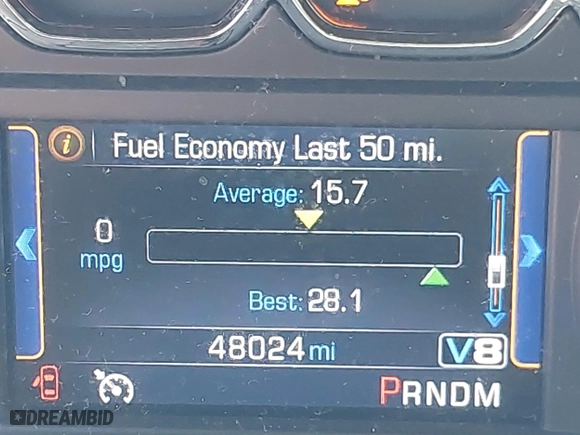 i Fuel Economy Last 50 mi.
Average: 15.7
0
mpg
Best: 28.1
48024 mi V8
PRNDM
DREAMBID